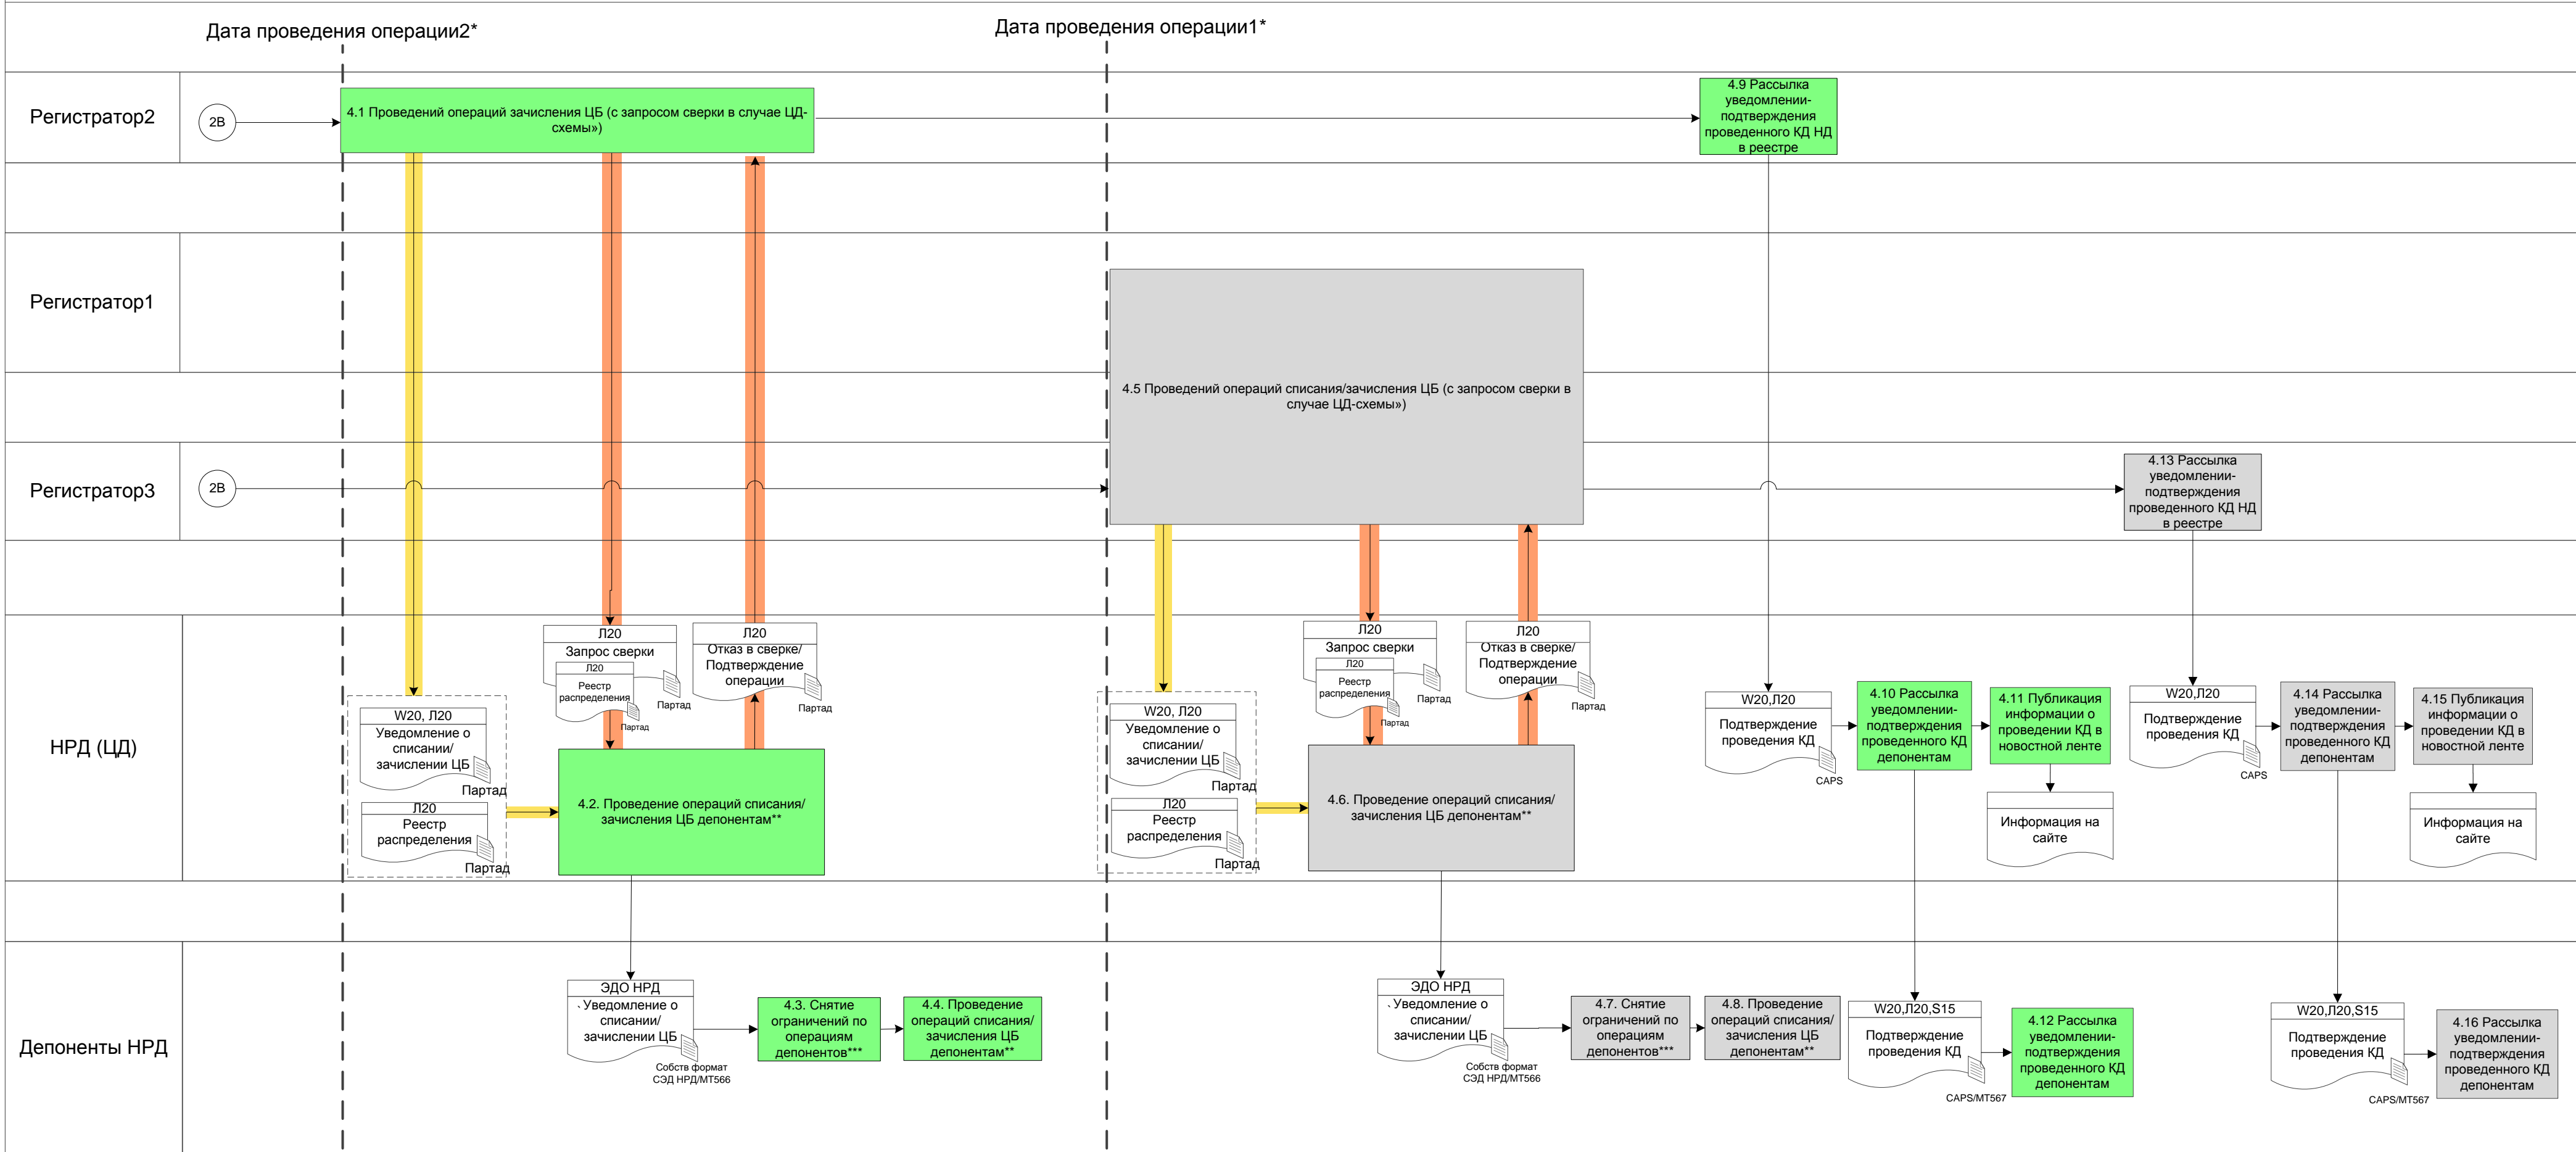 Дата проведения операции2*
Дата проведения операции1*
Регистратор2
2В
4.1 Проведений операций зачисления ЦБ (с запросом сверки в случае ЦД-
схемы»)
4.9 Рассылка
уведомлении-
подтверждения
проведенного КД НД
в реестре
Регистратор1
4.5 Проведений операций списания/зачисления ЦБ (с запросом сверки в
случае ЦД-схемы»)
Регистратор3
2В
4.13 Рассылка
уведомлении-
подтверждения
проведенного КД НД
в реестре
НРД (ЦД)
W20, Л20
Уведомление о
списании/
зачислении ЦБ
Партад
Л20
Реестр
распределения
Партад
Л20
Запрос сверки
Партад
Л20
Реестр
распределения
Партад
Л20
Отказ в сверке/
Подтверждение
операции
Партад
4.2. Проведение операций списания/
зачисления ЦБ депонентам**
W20, Л20
Уведомление о
списании/
зачислении ЦБ
Партад
Л20
Реестр
распределения
Партад
Л20
Запрос сверки
Партад
Л20
Реестр
распределения
Партад
Л20
Отказ в сверке/
Подтверждение
операции
Партад
4.6. Проведение операций списания/
зачисления ЦБ депонентам**
W20,Л20
Подтверждение
проведения КД
CAPS
4.10 Рассылка
уведомлении-
подтверждения
проведенного КД
депонентам
4.11 Публикация
информации о
проведении КД в
новостной ленте
Информация на
сайте
W20,Л20
Подтверждение
проведения КД
CAPS
4.14 Рассылка
уведомлении-
подтверждения
проведенного КД
депонентам
4.15 Публикация
информации о
проведении КД в
новостной ленте
Информация на
сайте
Депоненты НРД
ЭДО НРД
Уведомление о
списании/
зачислении ЦБ
Собств формат
СЭД НРД/МТ566
4.3. Снятие
ограничений по
операциям
депонентов***
4.4. Проведение
операций списания/
зачисления ЦБ
депонентам**
ЭДО НРД
Уведомление о
списании/
зачислении ЦБ
Собств формат
СЭД НРД/МТ566
4.7. Снятие
ограничений по
операциям
депонентов***
4.8. Проведение
операций списания/
зачисления ЦБ
депонентам**
W20,Л20,S15
Подтверждение
проведения КД
CAPS/MT567
4.12 Рассылка
уведомлении-
подтверждения
проведенного КД
депонентам
W20,Л20,S15
Подтверждение
проведения КД
CAPS/MT567
4.16 Рассылка
уведомлении-
подтверждения
проведенного КД
депонентам